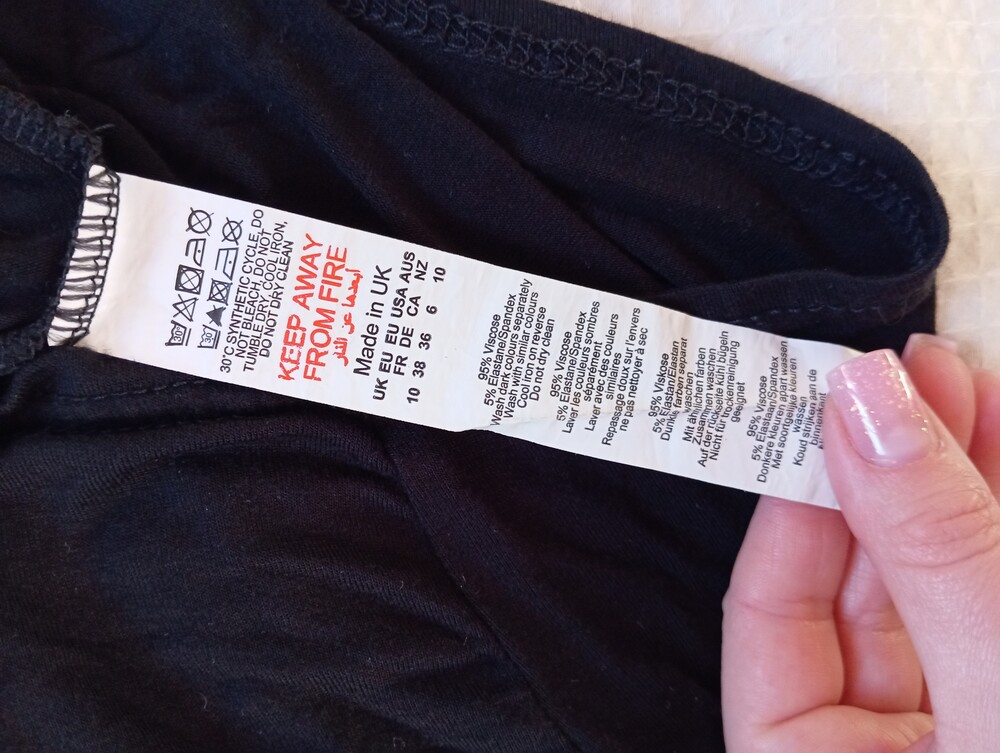 30°C SYNTHETIC CYCLE, DO
NOT BLEACH, DO NOT
TUMBLE DRY, COOL IRON,
DO NOT DRY CLEAN
KEEP AWAY
FROM FIRE
أبعدها عن النار
Made in UK
UK EU EU USA AUS
FR DE CA NZ
10 38 36 6 10
95% Viscose
5% Elastane/Spandex
Wash dark colours separately
Wash with similar colours
Cool iron on reverse
Do not dry clean
95% Viscose
5% Elastane/Spandex
Laver les couleurs sombres
séparément
Laver avec des couleurs
similaires
Repassage doux sur l'envers
ne pas nettoyer à sec
95% Viskose
5% Elastan/Elastan
Dunkle farben separat
waschen
Mit ähnlichen farben
Zusammen waschen
Auf der rückseite kühl bügeln
Nicht für trockenreinigung
geeignet
95% Viscose
5% Elastaan/Spandex
Donkere kleuren apart wassen
Met soortgelijke kleuren
wassen
Koud strijken aan de
binnenkant